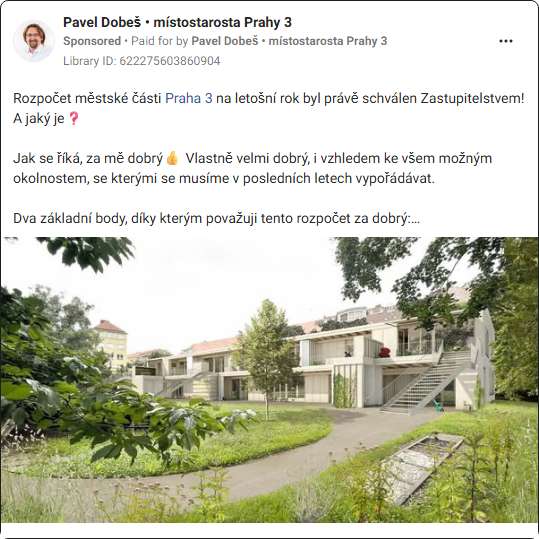 Pavel Dobeš • místostarosta Prahy 3
Sponsored • Paid for by Pavel Dobeš • místostarosta Prahy 3
Library ID: 622275603860904
Rozpočet městské části Praha 3 na letošní rok byl právě schválen Zastupitelstvem!
A jaký je❓
Jak se říká, za mě dobrý👍 Vlastně velmi dobrý, i vzhledem ke všem možným
okolnostem, se kterými se musíme v posledních letech vypořádávat.
Dva základní body, díky kterým považuji tento rozpočet za dobrý:...